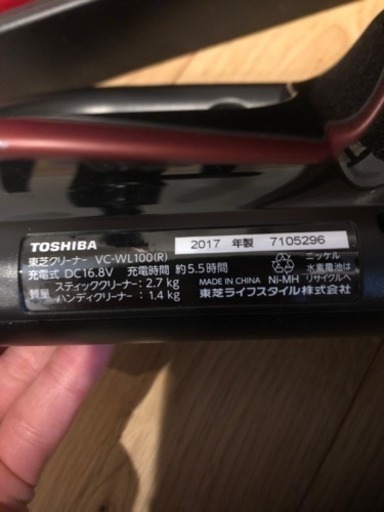 TOSHIBA
2017 年製 7105296
東芝クリーナー VC-WL100(R)
充電式 DC16.8V 充電時間 約5.5時間
質量 スティッククリーナー : 2.7 kg
ハンディクリーナー : 1.4 kg
MADE IN CHINA
東芝ライフスタイル株式会社
Ni-MH
ニッケル
水素電池は
リサイクルへ